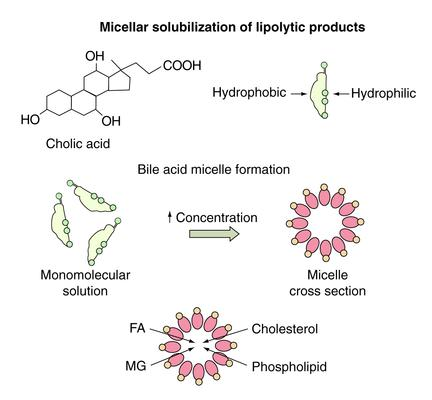 Micellar solubilization of lipolytic products
OH
COOH
HO
OH
Cholic acid
Hydrophobic
Hydrophilic
Bile acid micelle formation
Concentration
Monomolecular
solution
Micelle
cross section
FA
Cholesterol
MG
Phospholipid